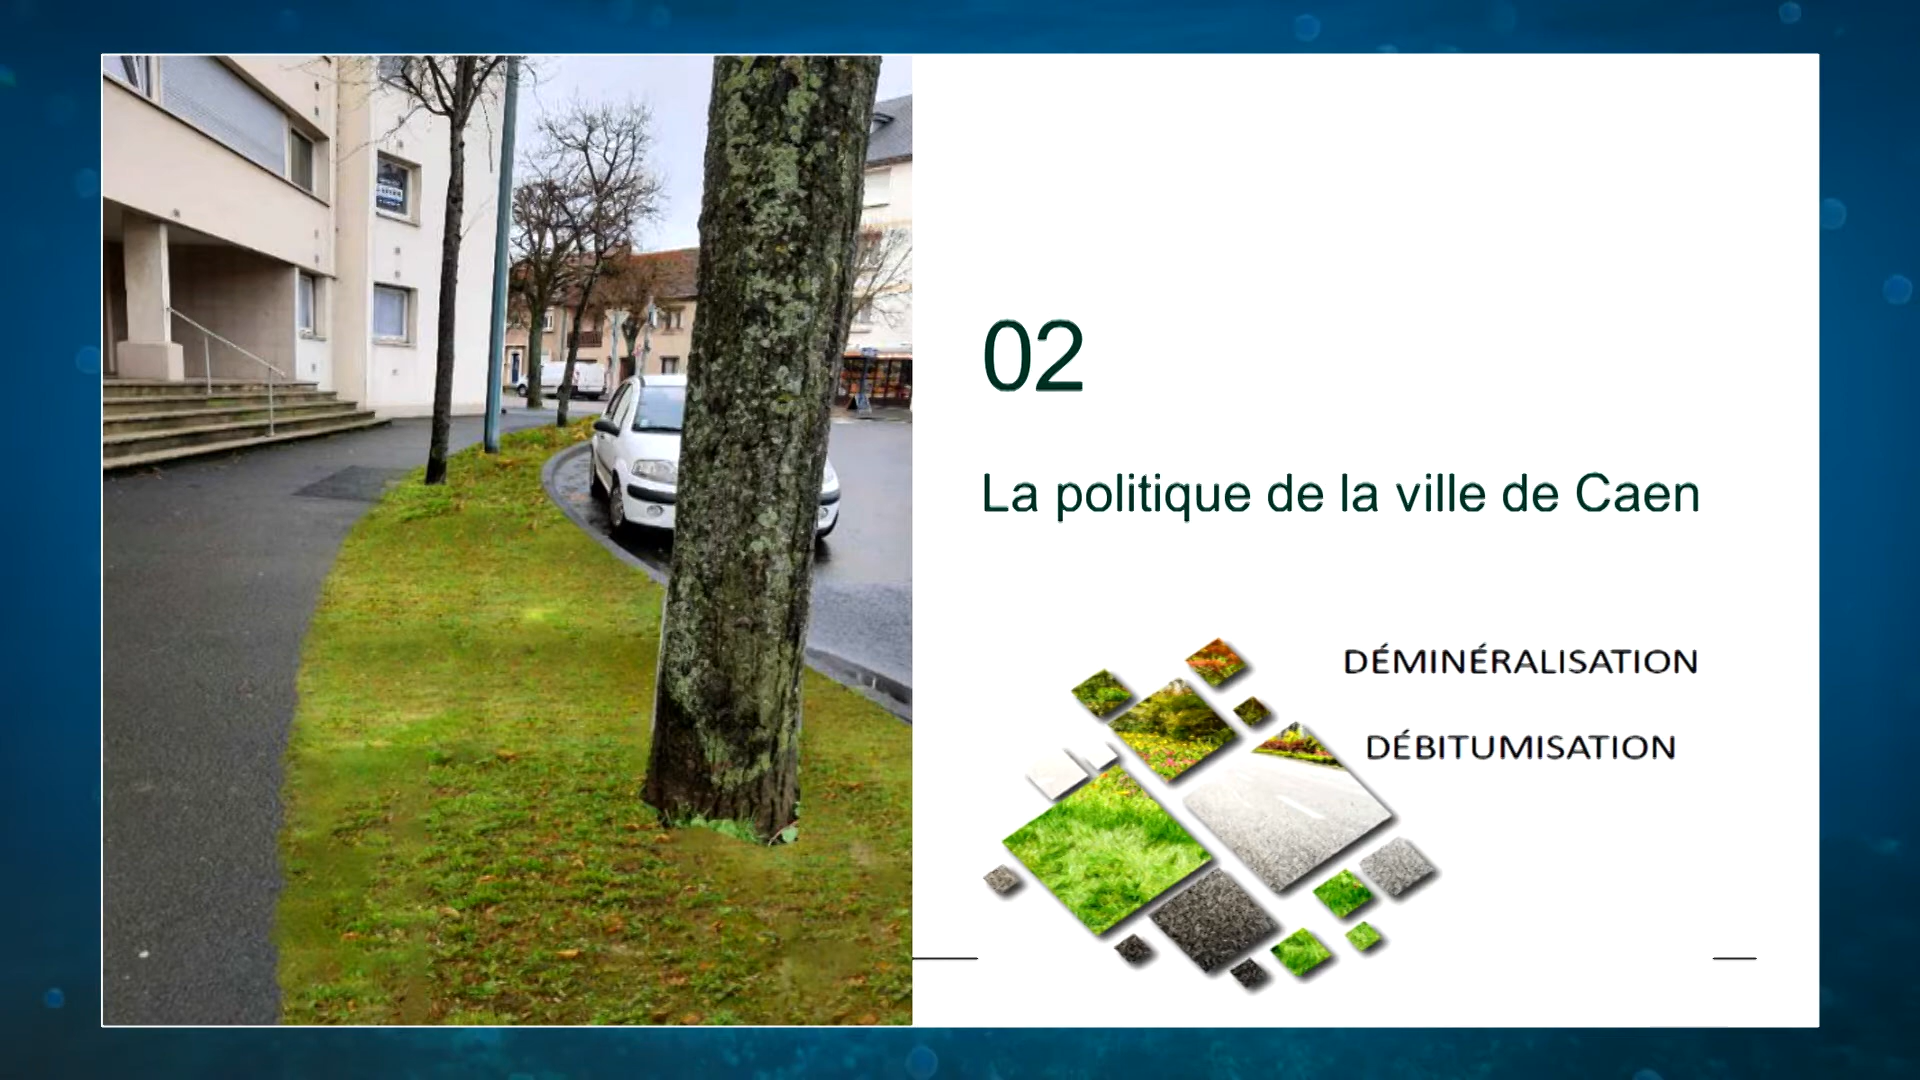 02
La politique de la ville de Caen
DÉMINÉRALISATION
DÉBITUMISATION